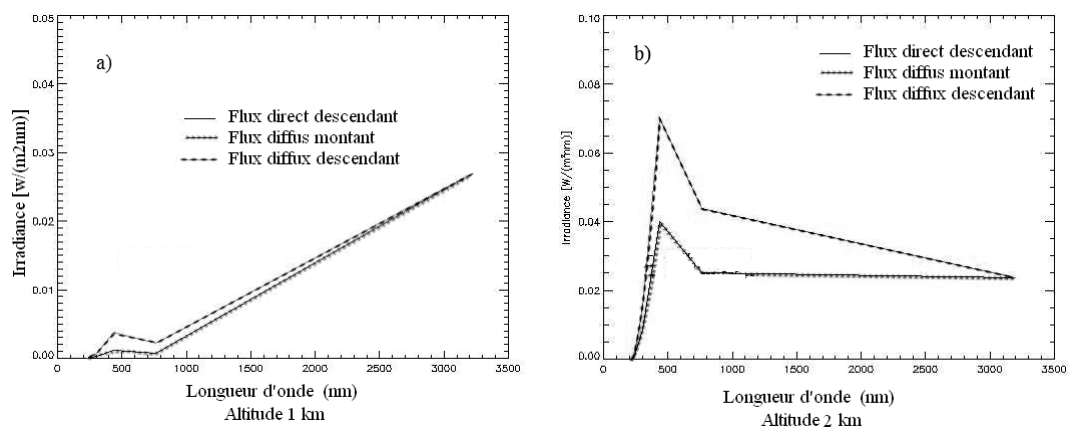 a)
Flux direct descendant
Flux diffus montant
Flux diffux descendant
Irradiance [w/(m2nm)]
0.05
0.04
0.03
0.02
0.01
0.00
0
500
1000
1500
2000
2500
3000
3500
Longueur d'onde (nm)
Altitude 1 km
b)
Flux direct descendant
Flux diffus montant
Flux diffux descendant
Irradiance [W/(m²nm)]
0.10
0.08
0.06
0.04
0.02
0.00
0
500
1000
1500
2000
2500
3000
3500
Longueur d'onde (nm)
Altitude 2 km